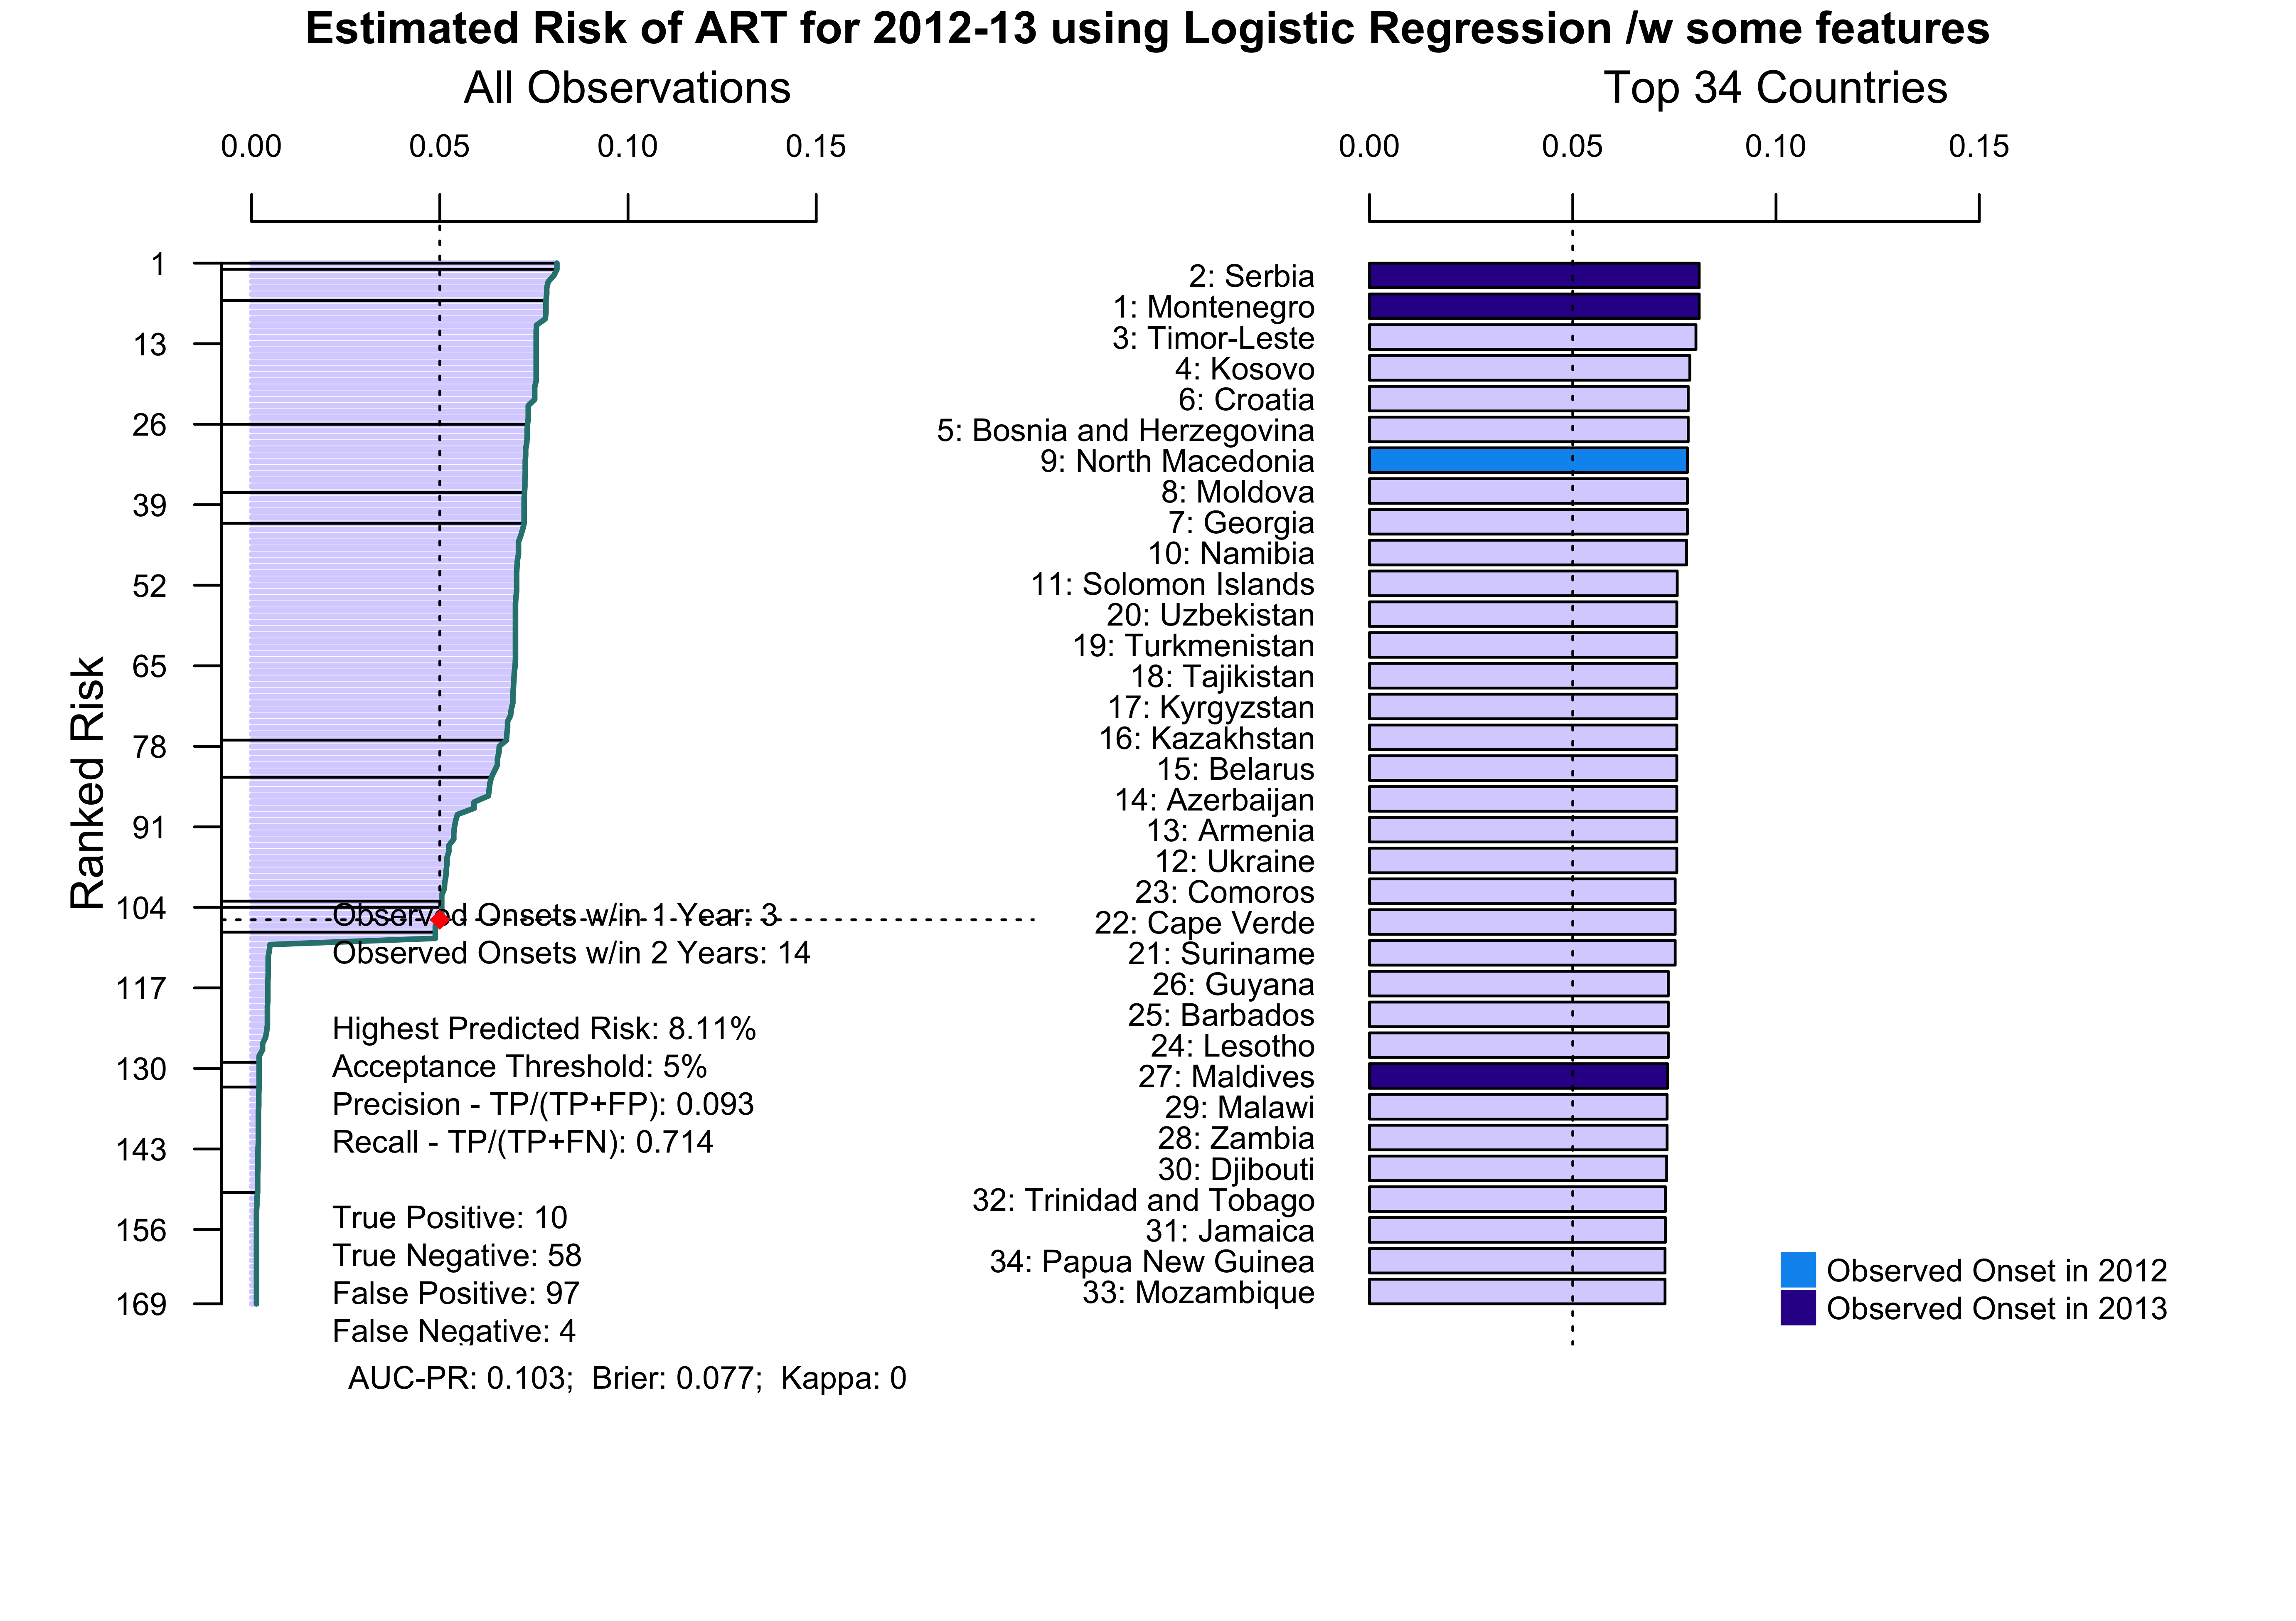 Estimated Risk of ART for 2012-13 using Logistic Regression /w some features
All Observations
0.00 0.05 0.10 0.15
Ranked Risk
1
13
26
39
52
65
78
91
104
117
130
143
156
169
Observed Onsets w/in 1 Year: 3
Observed Onsets w/in 2 Years: 14
Highest Predicted Risk: 8.11%
Acceptance Threshold: 5%
Precision - TP/(TP+FP): 0.093
Recall - TP/(TP+FN): 0.714
True Positive: 10
True Negative: 58
False Positive: 97
False Negative: 4
AUC-PR: 0.103;  Brier: 0.077;  Kappa: 0
Top 34 Countries
0.00 0.05 0.10 0.15
2: Serbia
1: Montenegro
3: Timor-Leste
4: Kosovo
6: Croatia
5: Bosnia and Herzegovina
9: North Macedonia
8: Moldova
7: Georgia
10: Namibia
11: Solomon Islands
20: Uzbekistan
19: Turkmenistan
18: Tajikistan
17: Kyrgyzstan
16: Kazakhstan
15: Belarus
14: Azerbaijan
13: Armenia
12: Ukraine
23: Comoros
22: Cape Verde
21: Suriname
26: Guyana
25: Barbados
24: Lesotho
27: Maldives
29: Malawi
28: Zambia
30: Djibouti
32: Trinidad and Tobago
31: Jamaica
34: Papua New Guinea
33: Mozambique
Observed Onset in 2012
Observed Onset in 2013